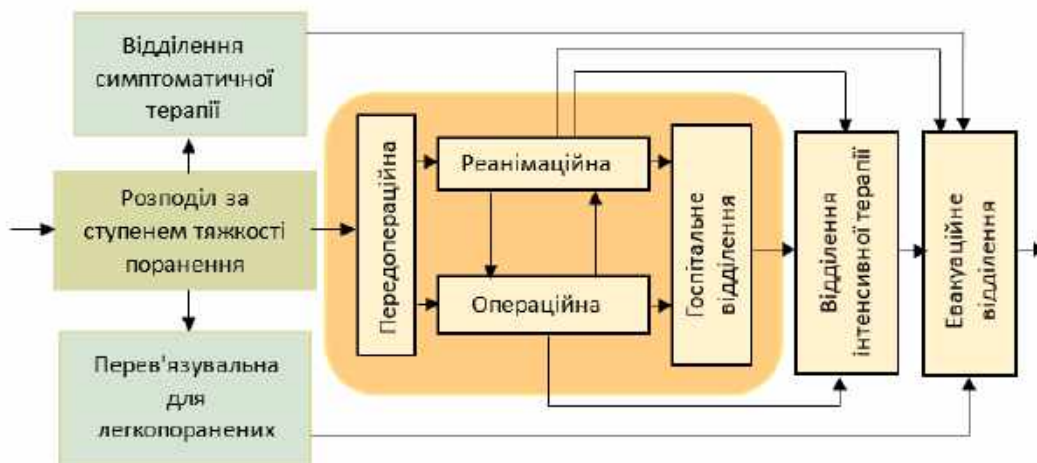 Відділення
симптоматичної
терапії
Розподіл за
ступенем тяжкості
поранення
Перев'язувальна
для
легкопоранених
Передопераційна
Реанімаційна
Операційна
Госпітальне
відділення
Відділення
інтенсивної терапії
Евакуаційне
відділення